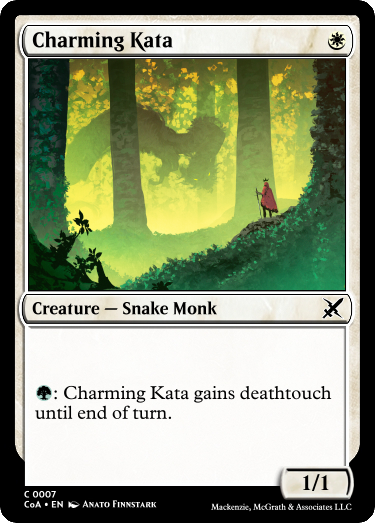 Charming Kata
Creature — Snake Monk
: Charming Kata gains deathtouch
until end of turn.
1/1
C 0007
CoA • EN Anato Finnstark
Mackenzie, McGrath & Associates LLC